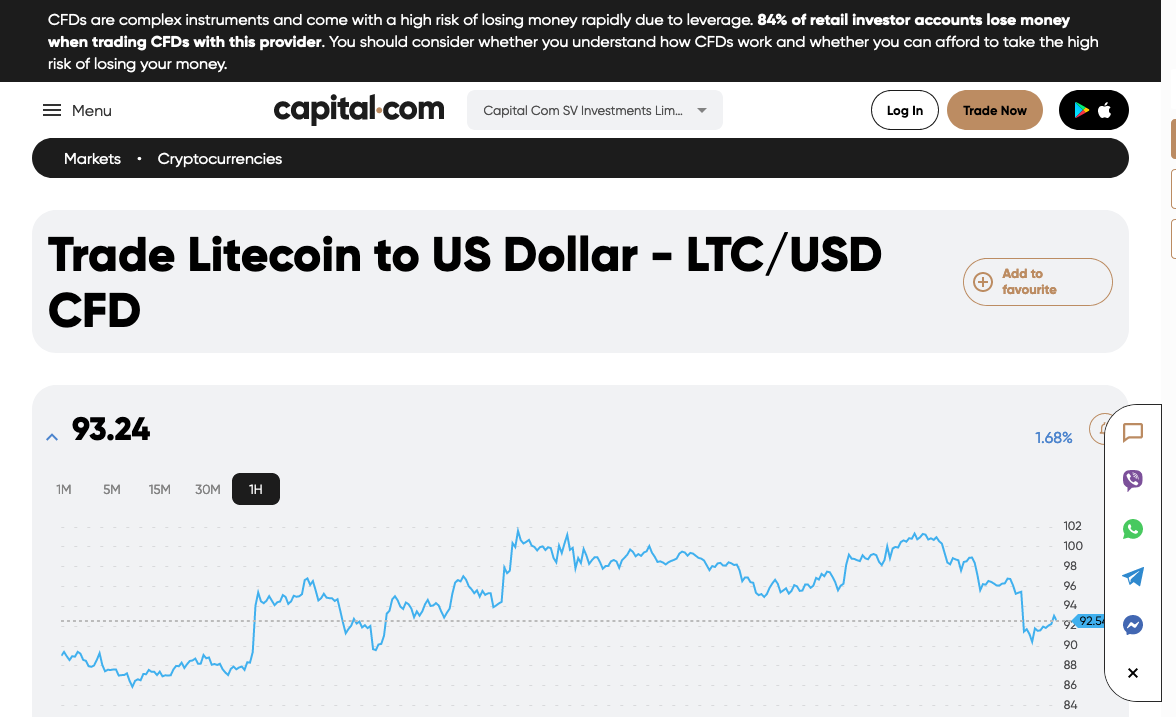 CFDs are complex instruments and come with a high risk of losing money rapidly due to leverage. 84% of retail investor accounts lose money
when trading CFDs with this provider. You should consider whether you understand how CFDs work and whether you can afford to take the high
risk of losing your money.
Menu
capital.com
Capital Com SV Investments Lim...
Log In
Trade Now
Markets • Cryptocurrencies
Trade Litecoin to US Dollar - LTC/USD
CFD
Add to
favourite
93.24
1.68%
1M 5M 15M 30M 1H
102
100
98
96
94
92
92.54
90
88
86
84